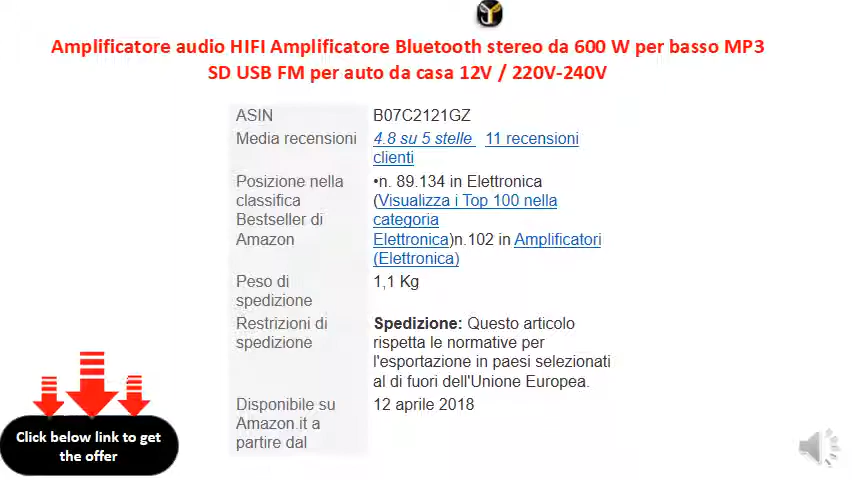 Amplificatore audio HIFI Amplificatore Bluetooth stereo da 600 W per basso MP3
SD USB FM per auto da casa 12V / 220V-240V
ASIN B07C2121GZ
Media recensioni 4.8 su 5 stelle 11 recensioni
clienti
Posizione nella •n. 89.134 in Elettronica
classifica (Visualizza i Top 100 nella
Bestseller di categoria
Amazon Elettronica)n.102 in Amplificatori
(Elettronica)
Peso di 1,1 Kg
spedizione
Restrizioni di Spedizione: Questo articolo
spedizione rispetta le normative per
l'esportazione in paesi selezionati
al di fuori dell'Unione Europea.
Disponibile su 12 aprile 2018
Amazon.it a
partire dal
Click below link to get
the offer